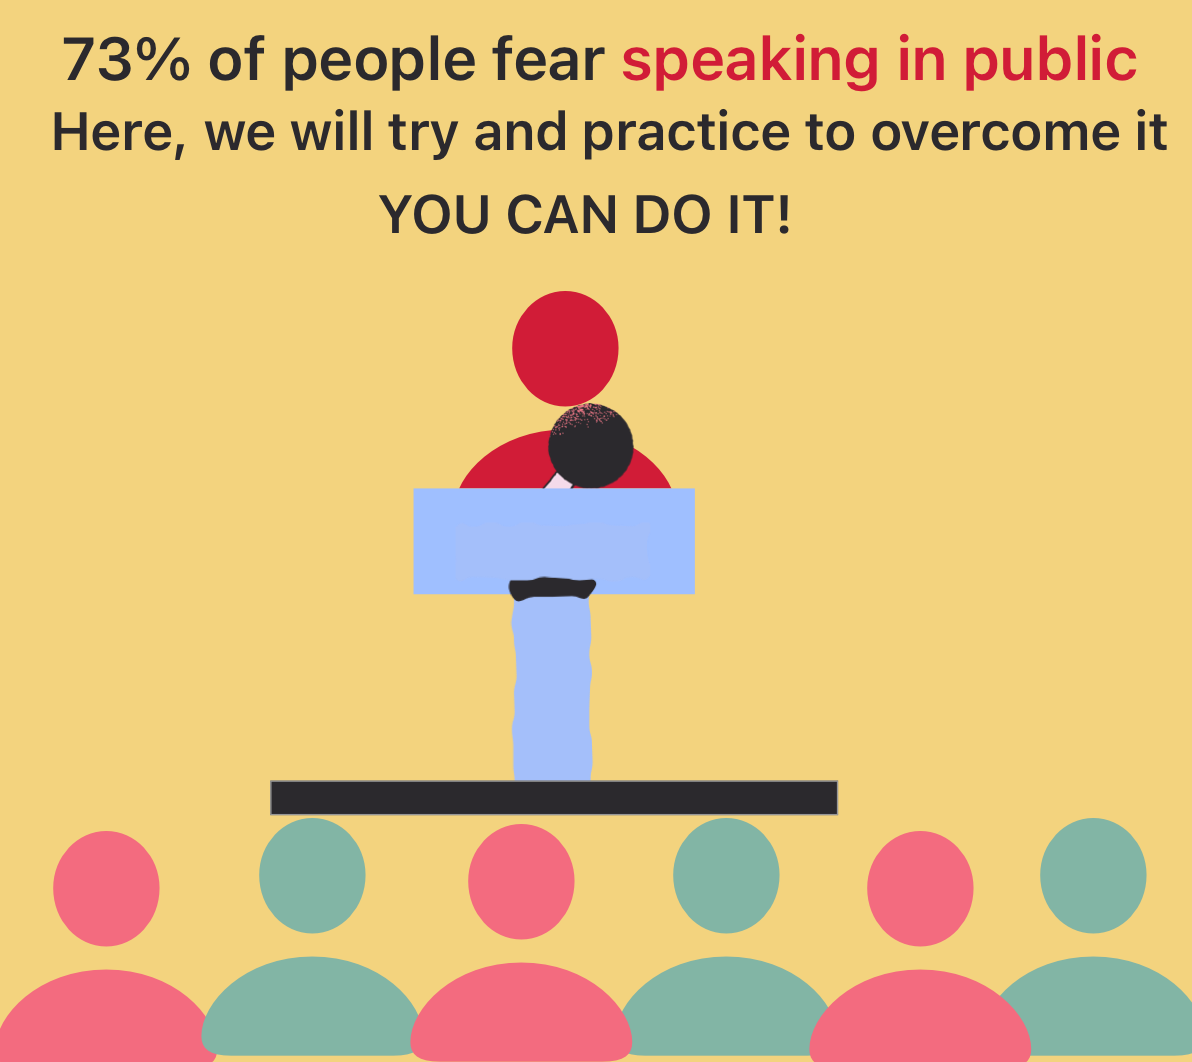 73% of people fear speaking in public
Here, we will try and practice to overcome it
YOU CAN DO IT!